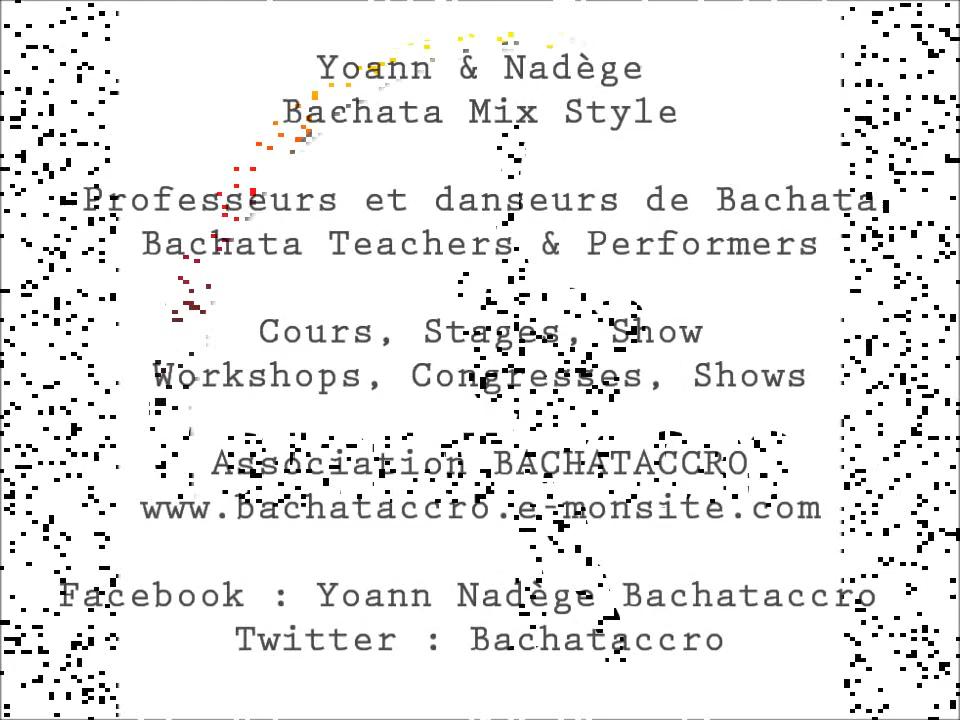 Yoann & Nadège
Bachata Mix Style
Professeurs et danseurs de Bachata
Bachata Teachers & Performers
Cours, Stages, Show
Workshops, Congresses, Shows
Association BACHATACCRO
www.bachataccro.e-monsite.com
Facebook : Yoann Nadège Bachataccro
Twitter : Bachataccro